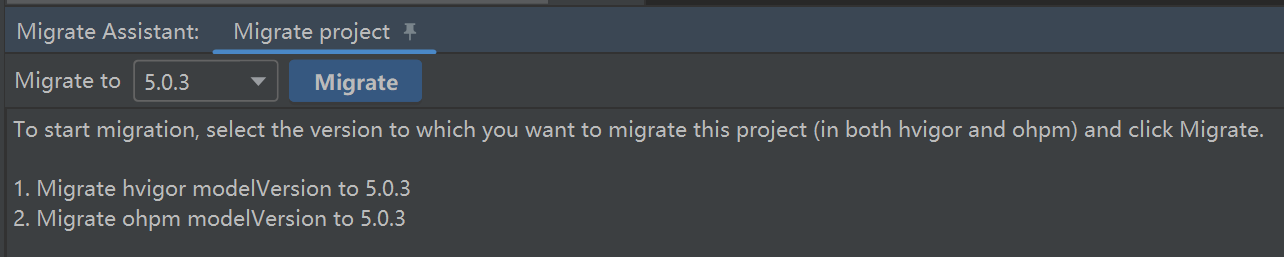 Migrate Assistant: Migrate project
Migrate to 5.0.3 Migrate
To start migration, select the version to which you want to migrate this project (in both hvigor and ohpm) and click Migrate.
1. Migrate hvigor modelVersion to 5.0.3
2. Migrate ohpm modelVersion to 5.0.3